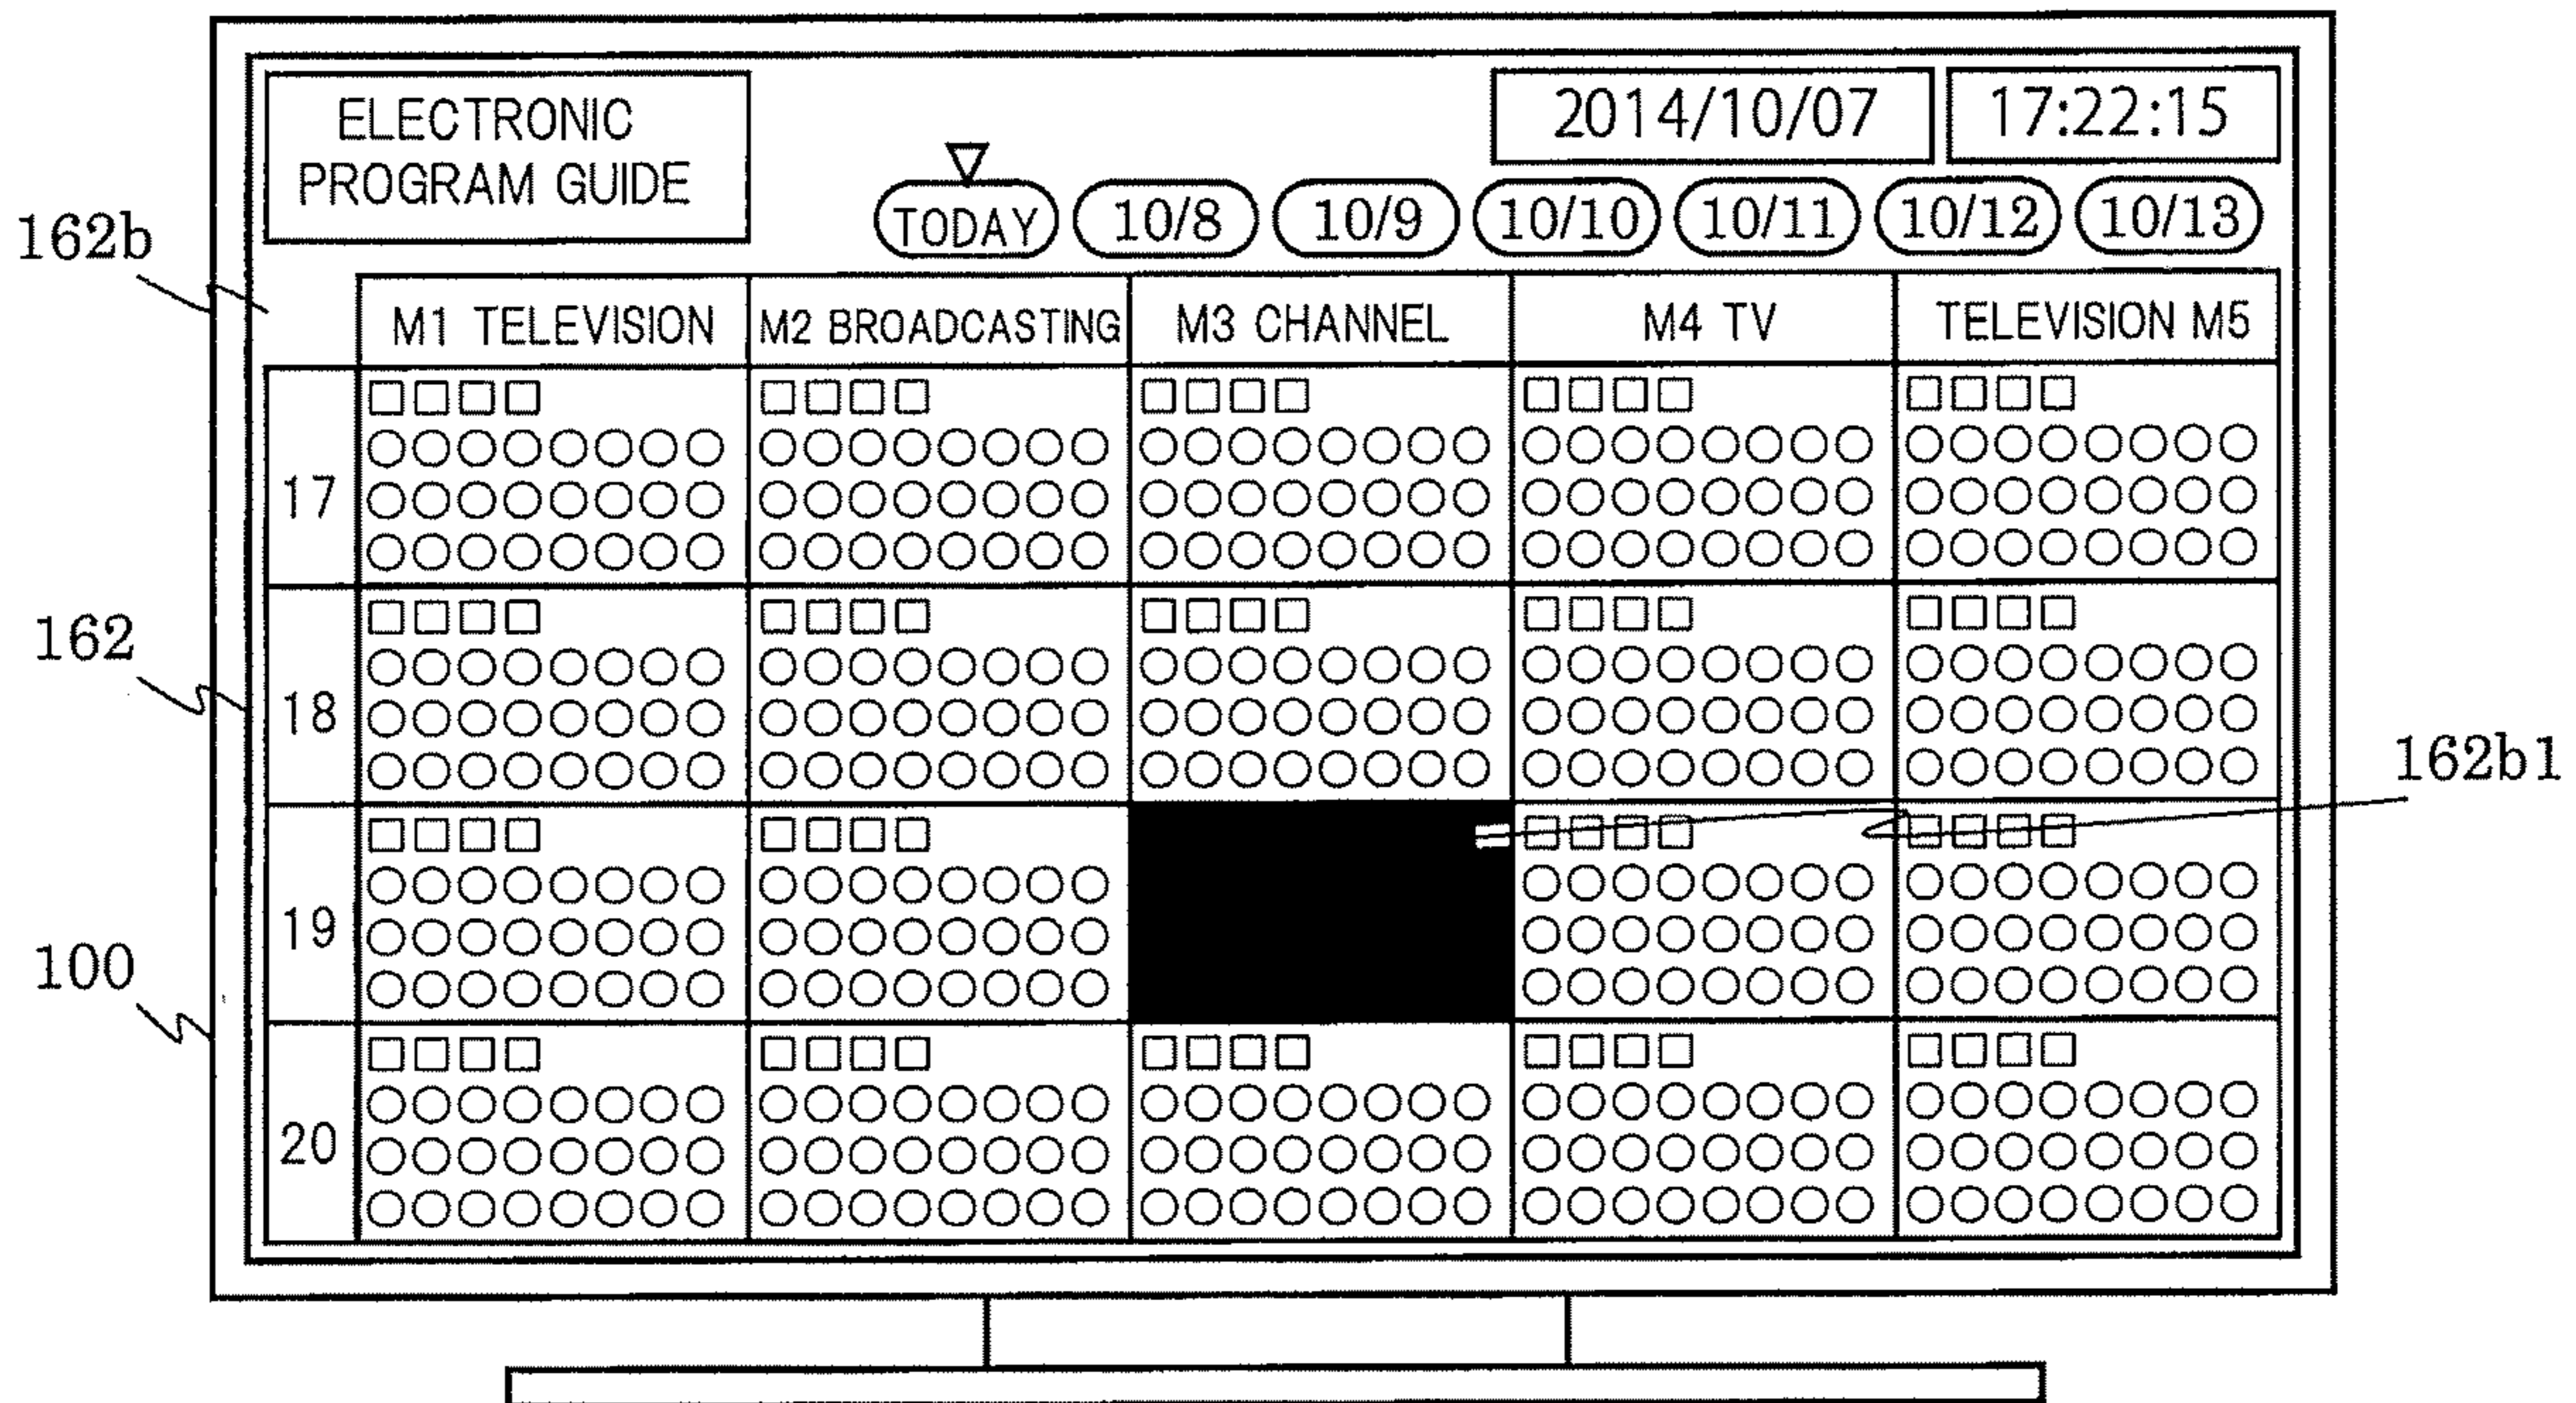 ELECTRONIC
PROGRAM GUIDE
2014/10/07
17:22:15
TODAY 10/8 10/9 10/10 10/11 10/12 10/13
162b
M1 TELEVISION M2 BROADCASTING M3 CHANNEL M4 TV TELEVISION M5
17
□□□□ □□□□ □□□□ □□□□ □□□□
○○○○○○○○ ○○○○○○○○ ○○○○○○○○ ○○○○○○○○ ○○○○○○○○
○○○○○○○○ ○○○○○○○○ ○○○○○○○○ ○○○○○○○○ ○○○○○○○○
○○○○○○○○ ○○○○○○○○ ○○○○○○○○ ○○○○○○○○ ○○○○○○○○
162
18
□□□□ □□□□ □□□□ □□□□ □□□□
○○○○○○○○ ○○○○○○○○ ○○○○○○○○ ○○○○○○○○ ○○○○○○○○
○○○○○○○○ ○○○○○○○○ ○○○○○○○○ ○○○○○○○○ ○○○○○○○○
○○○○○○○○ ○○○○○○○○ ○○○○○○○○ ○○○○○○○○ ○○○○○○○○
162b1
19
□□□□ □□□□ □□□□ □□□□
○○○○○○○○ ○○○○○○○○ ○○○○○○○○ ○○○○○○○○
○○○○○○○○ ○○○○○○○○ ○○○○○○○○ ○○○○○○○○
○○○○○○○○ ○○○○○○○○ ○○○○○○○○ ○○○○○○○○
100
20
□□□□ □□□□ □□□□ □□□□ □□□□
○○○○○○○○ ○○○○○○○○ ○○○○○○○○ ○○○○○○○○ ○○○○○○○○
○○○○○○○○ ○○○○○○○○ ○○○○○○○○ ○○○○○○○○ ○○○○○○○○
○○○○○○○○ ○○○○○○○○ ○○○○○○○○ ○○○○○○○○ ○○○○○○○○